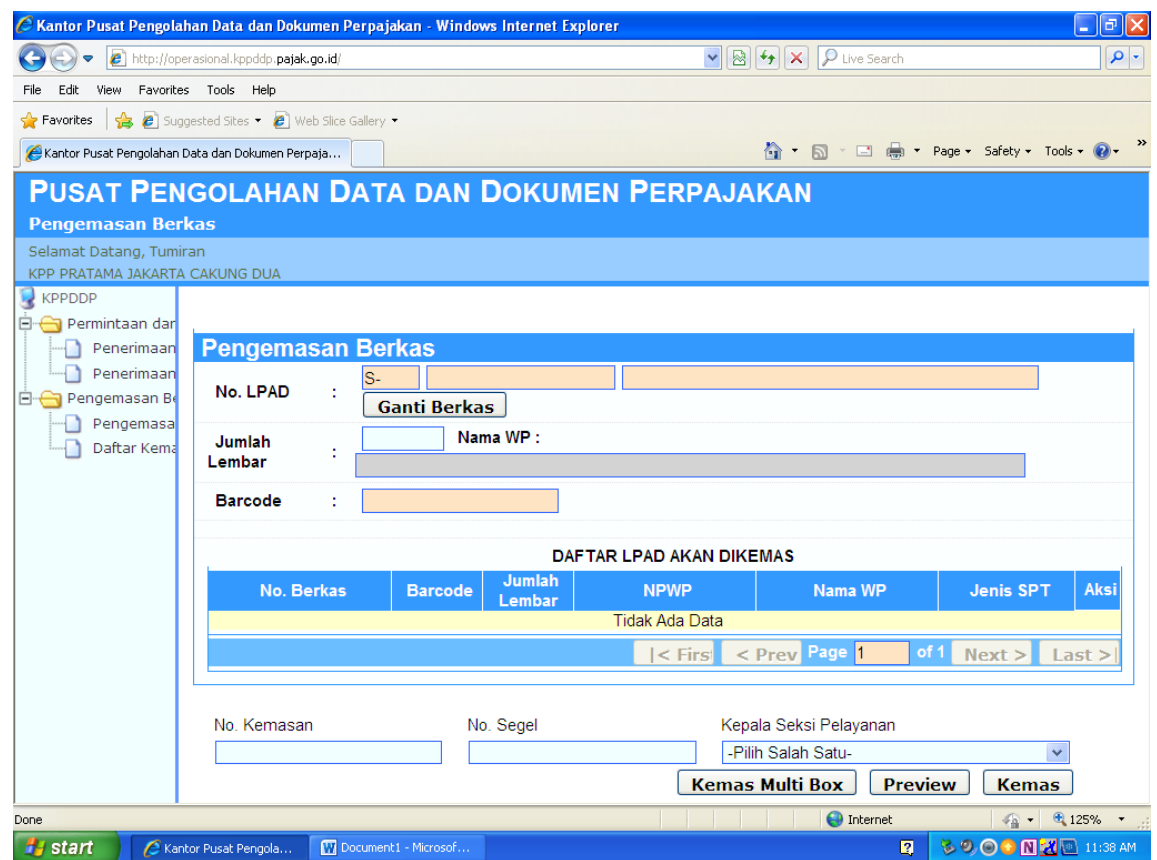 Kantor Pusat Pengolahan Data dan Dokumen Perpajakan - Windows Internet Explorer
http://operasional.kppddp.pajak.go.id/
Live Search
File Edit View Favorites Tools Help
Favorites Suggested Sites Web Slice Gallery
Kantor Pusat Pengolahan Data dan Dokumen Perpaja...
Page Safety Tools
PUSAT PENGOLAHAN DATA DAN DOKUMEN PERPAJAKAN
Pengemasan Berkas
Selamat Datang, Tumiran
KPP PRATAMA JAKARTA CAKUNG DUA
KPPDDP
Permintaan dan
Penerimaan
Penerimaan
Pengemasan Be
Pengemasa
Daftar Kema
Pengemasan Berkas
No. LPAD : S-
Ganti Berkas
Jumlah Lembar : Nama WP :
Barcode :
DAFTAR LPAD AKAN DIKEMAS
No. Berkas Barcode Jumlah Lembar NPWP Nama WP Jenis SPT Aksi
Tidak Ada Data
|< Firs < Prev Page 1 of 1 Next > Last >|
No. Kemasan No. Segel Kepala Seksi Pelayanan
-Pilih Salah Satu-
Kemas Multi Box Preview Kemas
Done Internet 125%
start Kantor Pusat Pengola... Document1 - Microsof... 11:38 AM